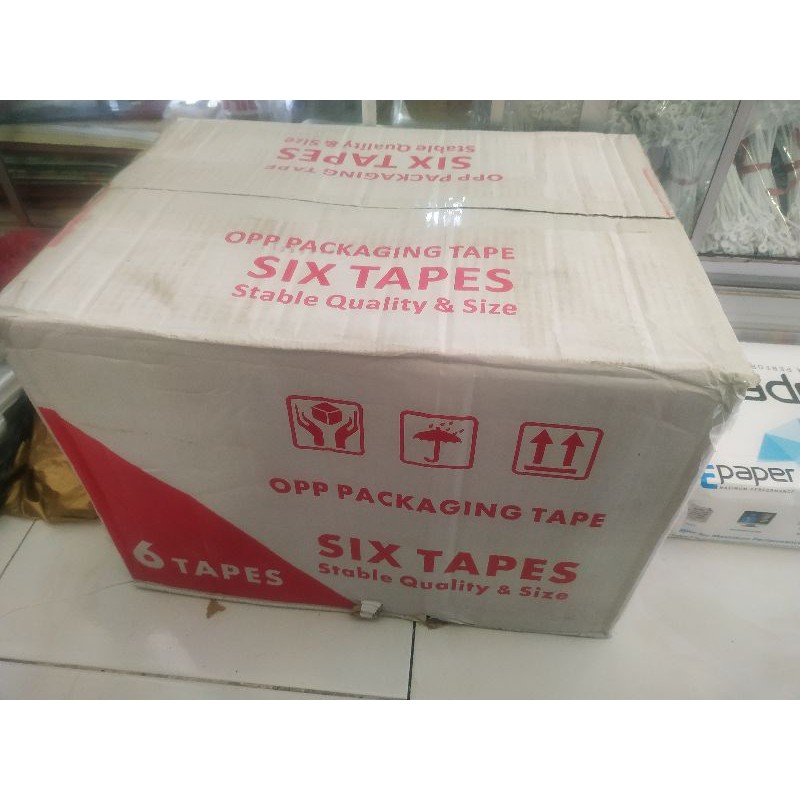 OPP PACKAGING TAPE
SIX TAPES
Stable Quality & Size
OPP PACKAGING TAPE
SIX TAPES
Stable Quality & Size
OPP PACKAGING TAPE
SIX TAPES
Stable Quality & Size
6 TAPES
paper